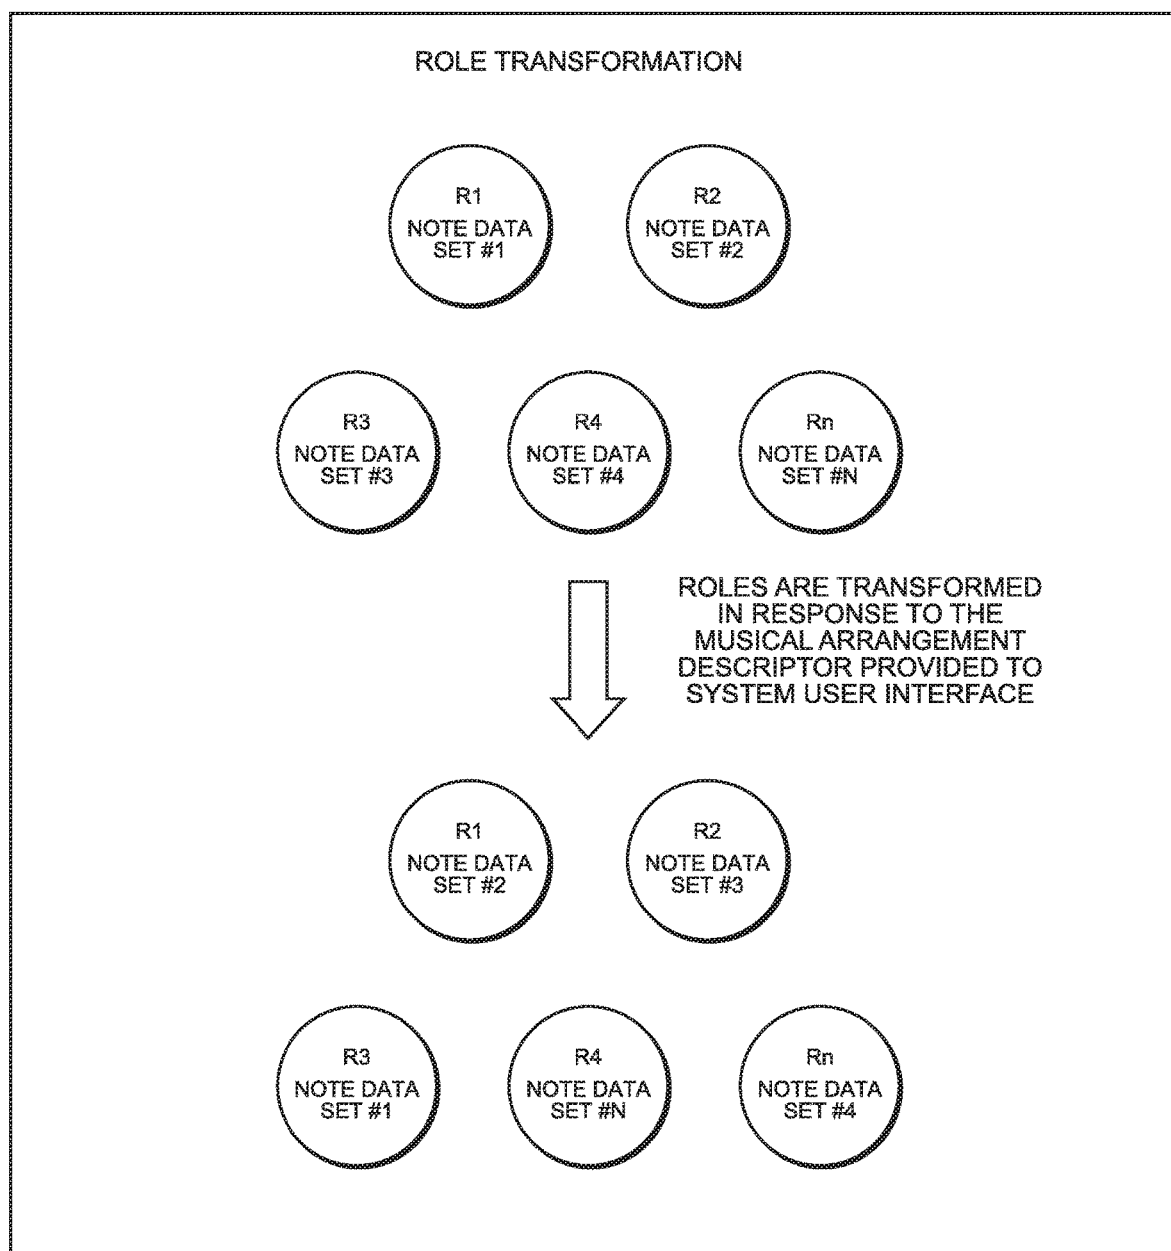 ROLE TRANSFORMATION
R1
NOTE DATA
SET #1
R2
NOTE DATA
SET #2
R3
NOTE DATA
SET #3
R4
NOTE DATA
SET #4
Rn
NOTE DATA
SET #N
ROLES ARE TRANSFORMED
IN RESPONSE TO THE
MUSICAL ARRANGEMENT
DESCRIPTOR PROVIDED TO
SYSTEM USER INTERFACE
R1
NOTE DATA
SET #2
R2
NOTE DATA
SET #3
R3
NOTE DATA
SET #1
R4
NOTE DATA
SET #N
Rn
NOTE DATA
SET #4